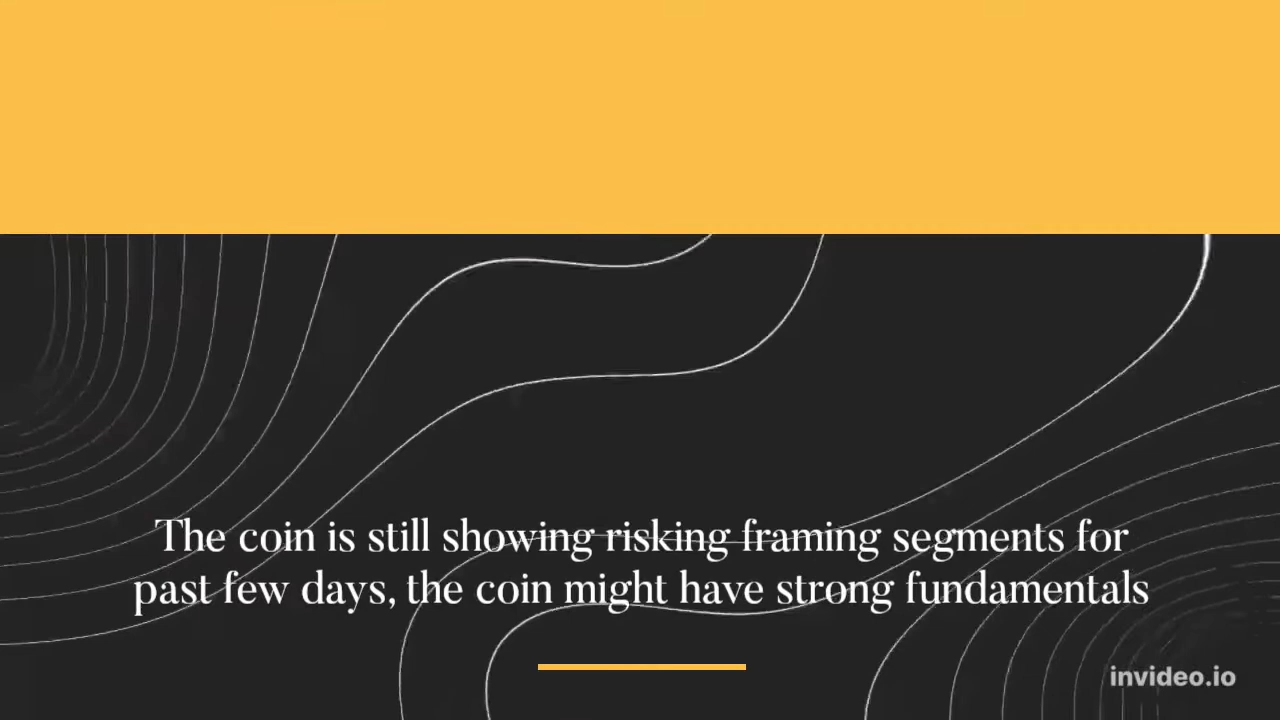 The coin is still showing risking framing segments for
past few days, the coin might have strong fundamentals
invideo.io